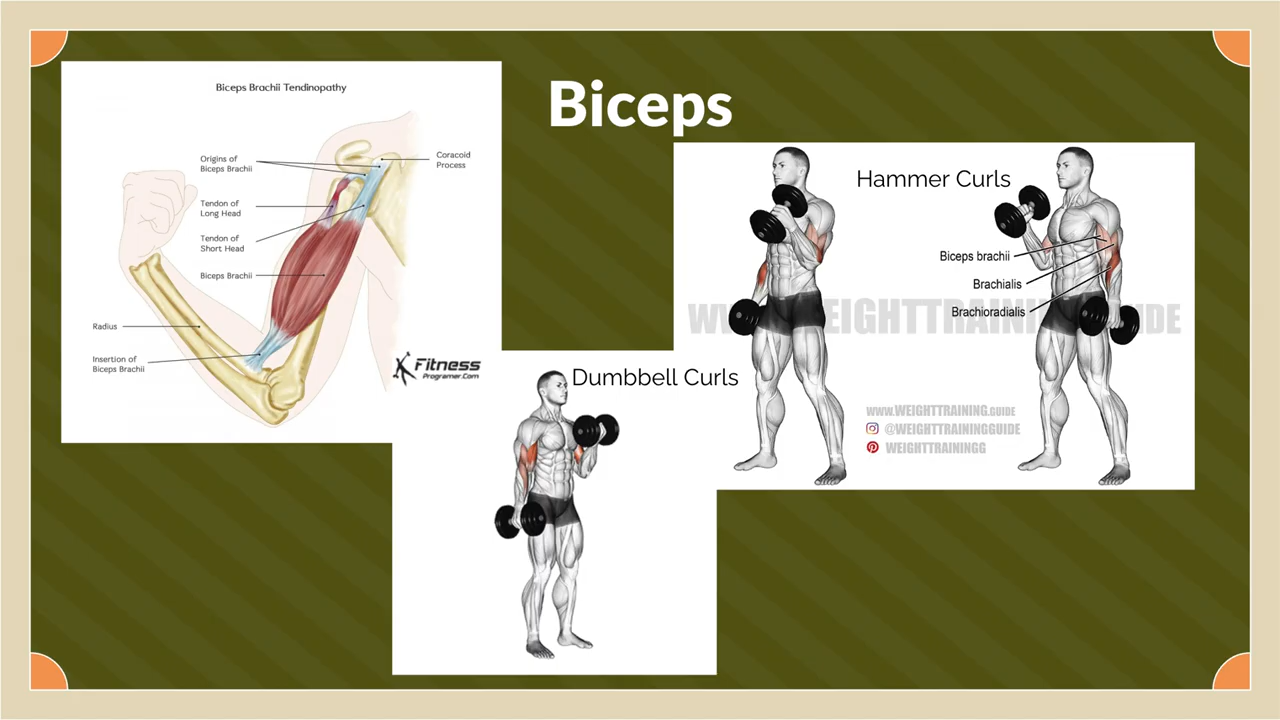 Biceps
Biceps Brachii Tendinopathy
Origins of
Biceps Brachii
Coracoid
Process
Tendon of
Long Head
Tendon of
Short Head
Biceps Brachii
Radius
Insertion of
Biceps Brachii
Fitness
Programer.Com
Hammer Curls
Biceps brachii
Brachialis
Brachioradialis
WWW.WEIGHTTRAINING.GUIDE
@WEIGHTTRAININGGUIDE
WEIGHTTRAININGG
Dumbbell Curls